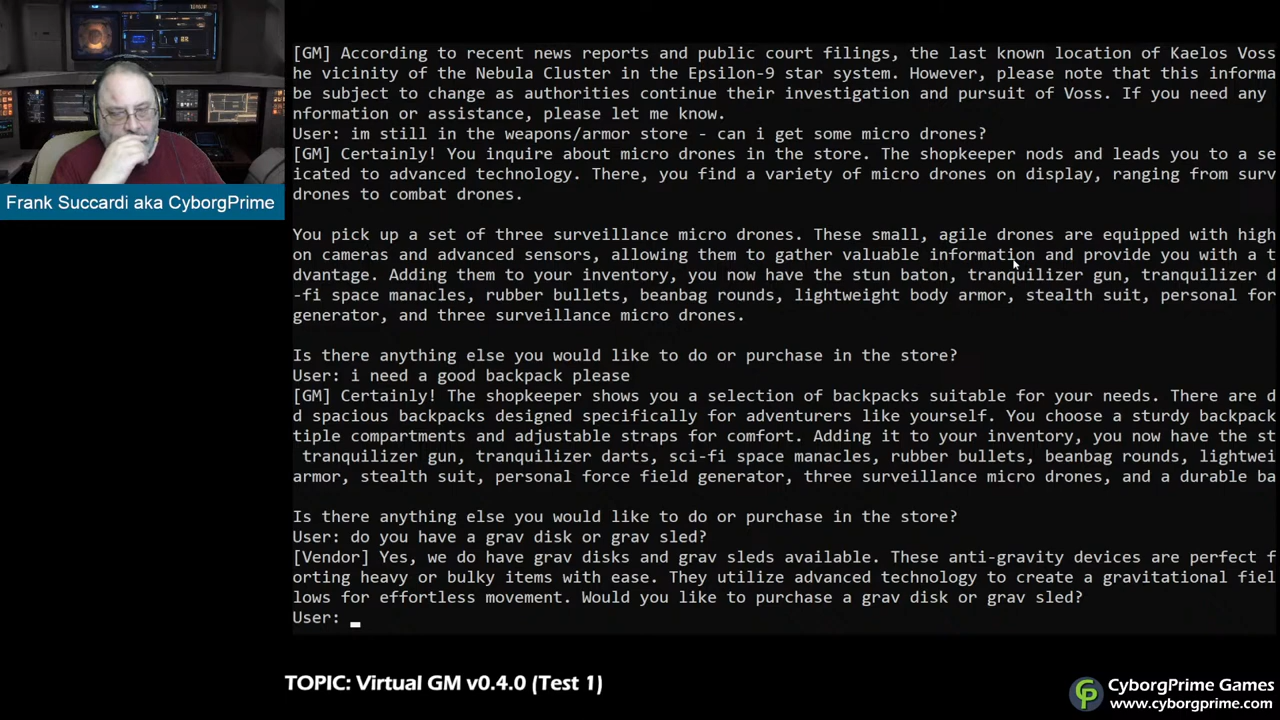 [GM] According to recent news reports and public court filings, the last known location of Kaelos Voss
he vicinity of the Nebula Cluster in the Epsilon-9 star system. However, please note that this informa
be subject to change as authorities continue their investigation and pursuit of Voss. If you need any
nformation or assistance, please let me know.
User: im still in the weapons/armor store - can i get some micro drones?
[GM] Certainly! You inquire about micro drones in the store. The shopkeeper nods and leads you to a se
icated to advanced technology. There, you find a variety of micro drones on display, ranging from surv
drones to combat drones.
You pick up a set of three surveillance micro drones. These small, agile drones are equipped with high
on cameras and advanced sensors, allowing them to gather valuable information and provide you with a t
dvantage. Adding them to your inventory, you now have the stun baton, tranquilizer gun, tranquilizer d
-fi space manacles, rubber bullets, beanbag rounds, lightweight body armor, stealth suit, personal for
generator, and three surveillance micro drones.
Is there anything else you would like to do or purchase in the store?
User: i need a good backpack please
[GM] Certainly! The shopkeeper shows you a selection of backpacks suitable for your needs. There are d
d spacious backpacks designed specifically for adventurers like yourself. You choose a sturdy backpack
tiple compartments and adjustable straps for comfort. Adding it to your inventory, you now have the st
tranquilizer gun, tranquilizer darts, sci-fi space manacles, rubber bullets, beanbag rounds, lightwei
armor, stealth suit, personal force field generator, three surveillance micro drones, and a durable ba
Is there anything else you would like to do or purchase in the store?
User: do you have a grav disk or grav sled?
[Vendor] Yes, we do have grav disks and grav sleds available. These anti-gravity devices are perfect f
orting heavy or bulky items with ease. They utilize advanced technology to create a gravitational fiel
lows for effortless movement. Would you like to purchase a grav disk or grav sled?
User: _
Frank Succardi aka CyborgPrime
TOPIC: Virtual GM v0.4.0 (Test 1)
CyborgPrime Games
www.cyborgprime.com